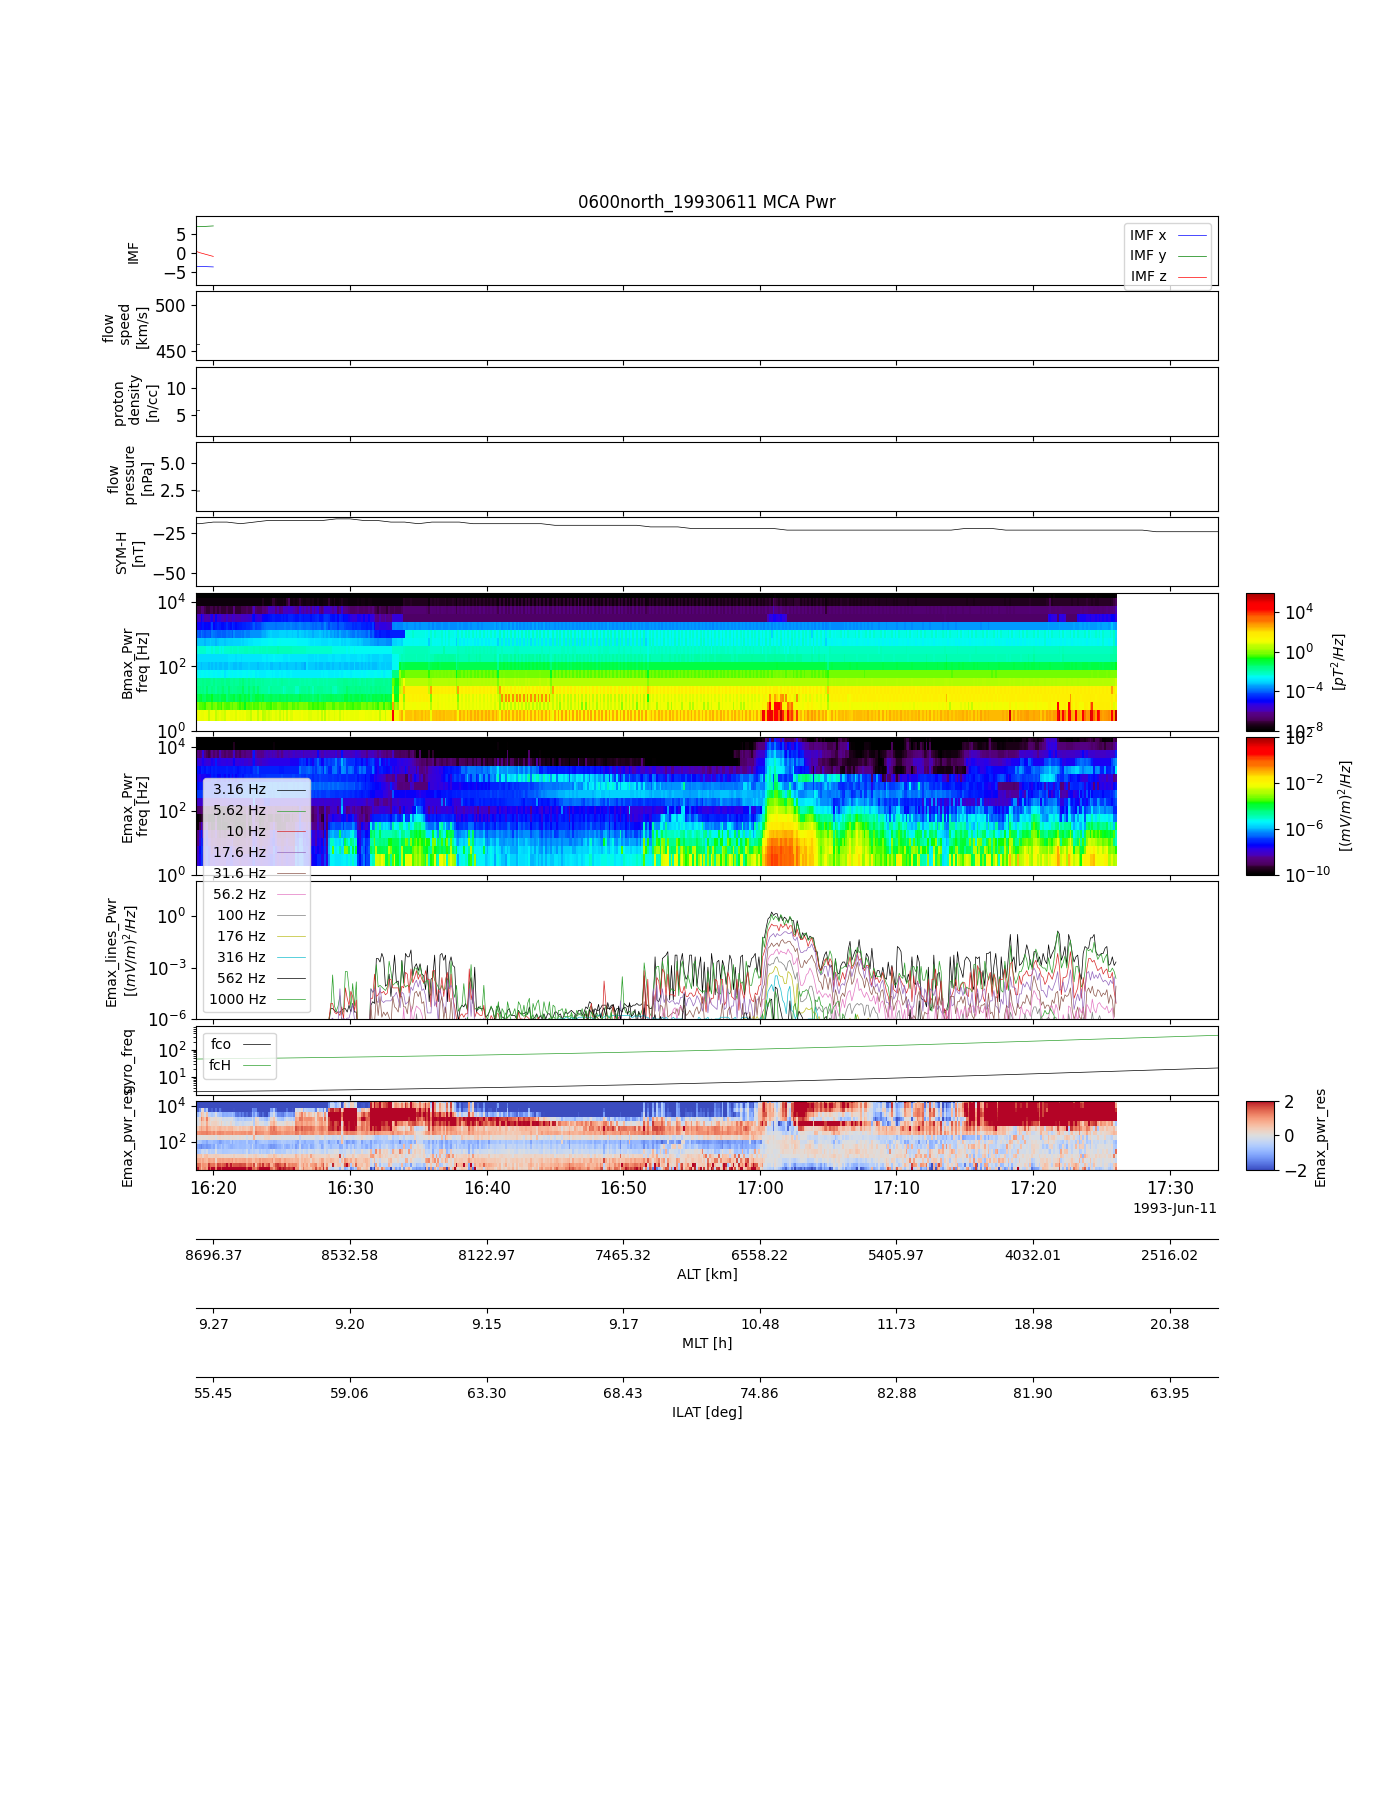 0600north_19930611 MCA Pwr
IMF
5
0
−5
IMF x
IMF y
IMF z
flow
speed
[km/s]
500
450
proton
density
[n/cc]
10
5
flow
pressure
[nPa]
5.0
2.5
SYM-H
[nT]
−25
−50
Bmax_Pwr
freq [Hz]
10^4
10^2
10^0
10^4
10^0
10^−4
10^−8
[pT^2/Hz]
Emax_Pwr
freq [Hz]
10^4
10^2
10^0
10^2
10^−2
10^−6
10^−10
[(mV/m)^2/Hz]
3.16 Hz
5.62 Hz
10 Hz
17.6 Hz
31.6 Hz
56.2 Hz
100 Hz
176 Hz
316 Hz
562 Hz
1000 Hz
Emax_lines_Pwr
[(mV/m)^2/Hz]
10^0
10^−3
10^−6
gyro_freq
10^2
10^1
fco
fcH
Emax_pwr_res
10^4
10^2
2
0
−2
Emax_pwr_res
16:20 16:30 16:40 16:50 17:00 17:10 17:20 17:30
1993-Jun-11
8696.37 8532.58 8122.97 7465.32 6558.22 5405.97 4032.01 2516.02
ALT [km]
9.27 9.20 9.15 9.17 10.48 11.73 18.98 20.38
MLT [h]
55.45 59.06 63.30 68.43 74.86 82.88 81.90 63.95
ILAT [deg]